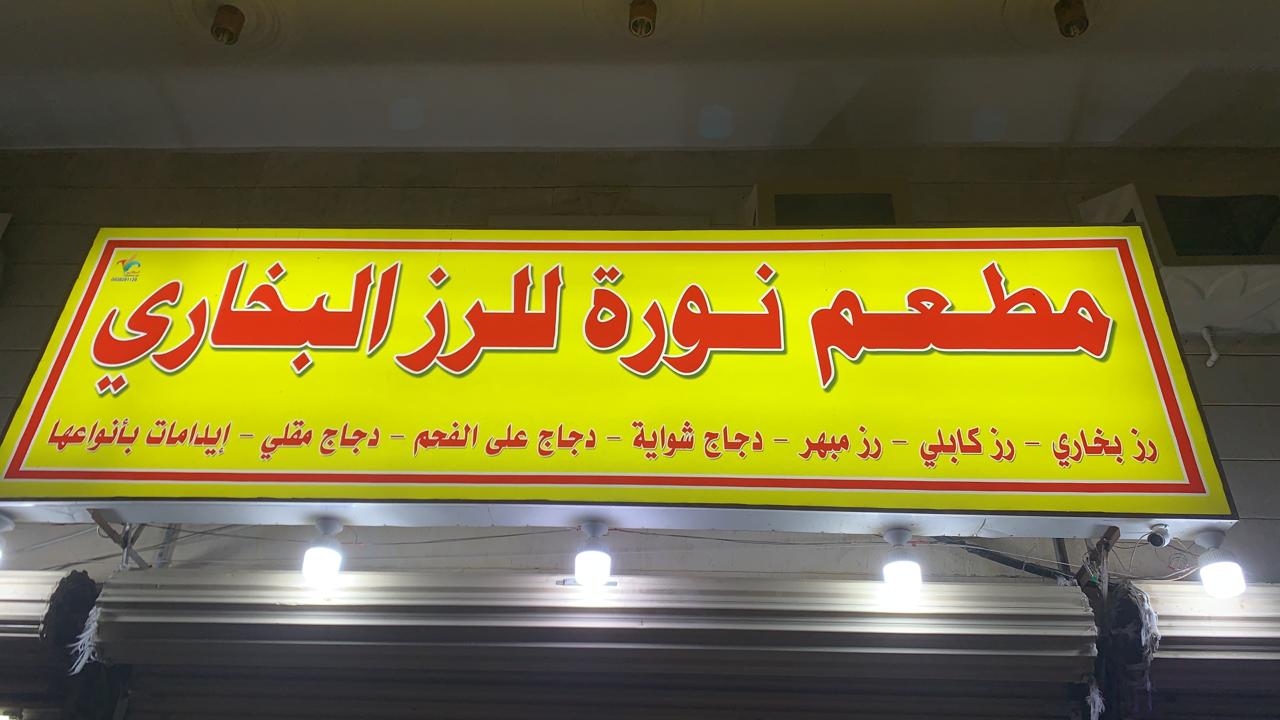 مطعم نورة للرز البخاري
رز بخاري - رز كابلي - رز مبهر - دجاج شواية - دجاج على الفحم - دجاج مقلي - إيدامات بأنواعها